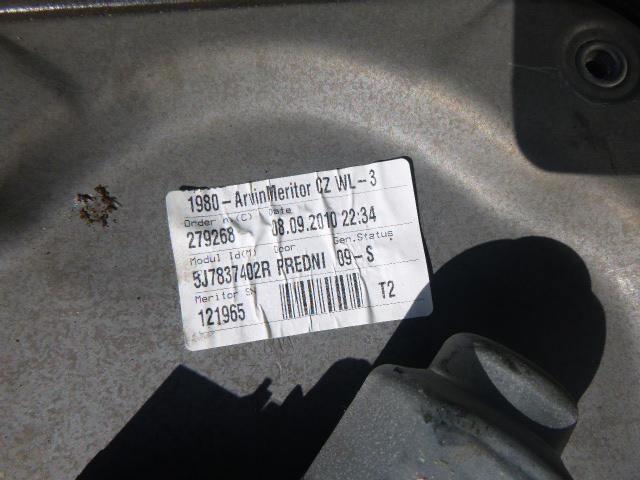 1980-ArvinMeritor CZ WL-3
Order n.(C) Date
279268 08.09.2010 22:34
Modul Id(M) Door Gen.Status
5J7837402R PREDNI 09-S
Meritor SN
121965 T2